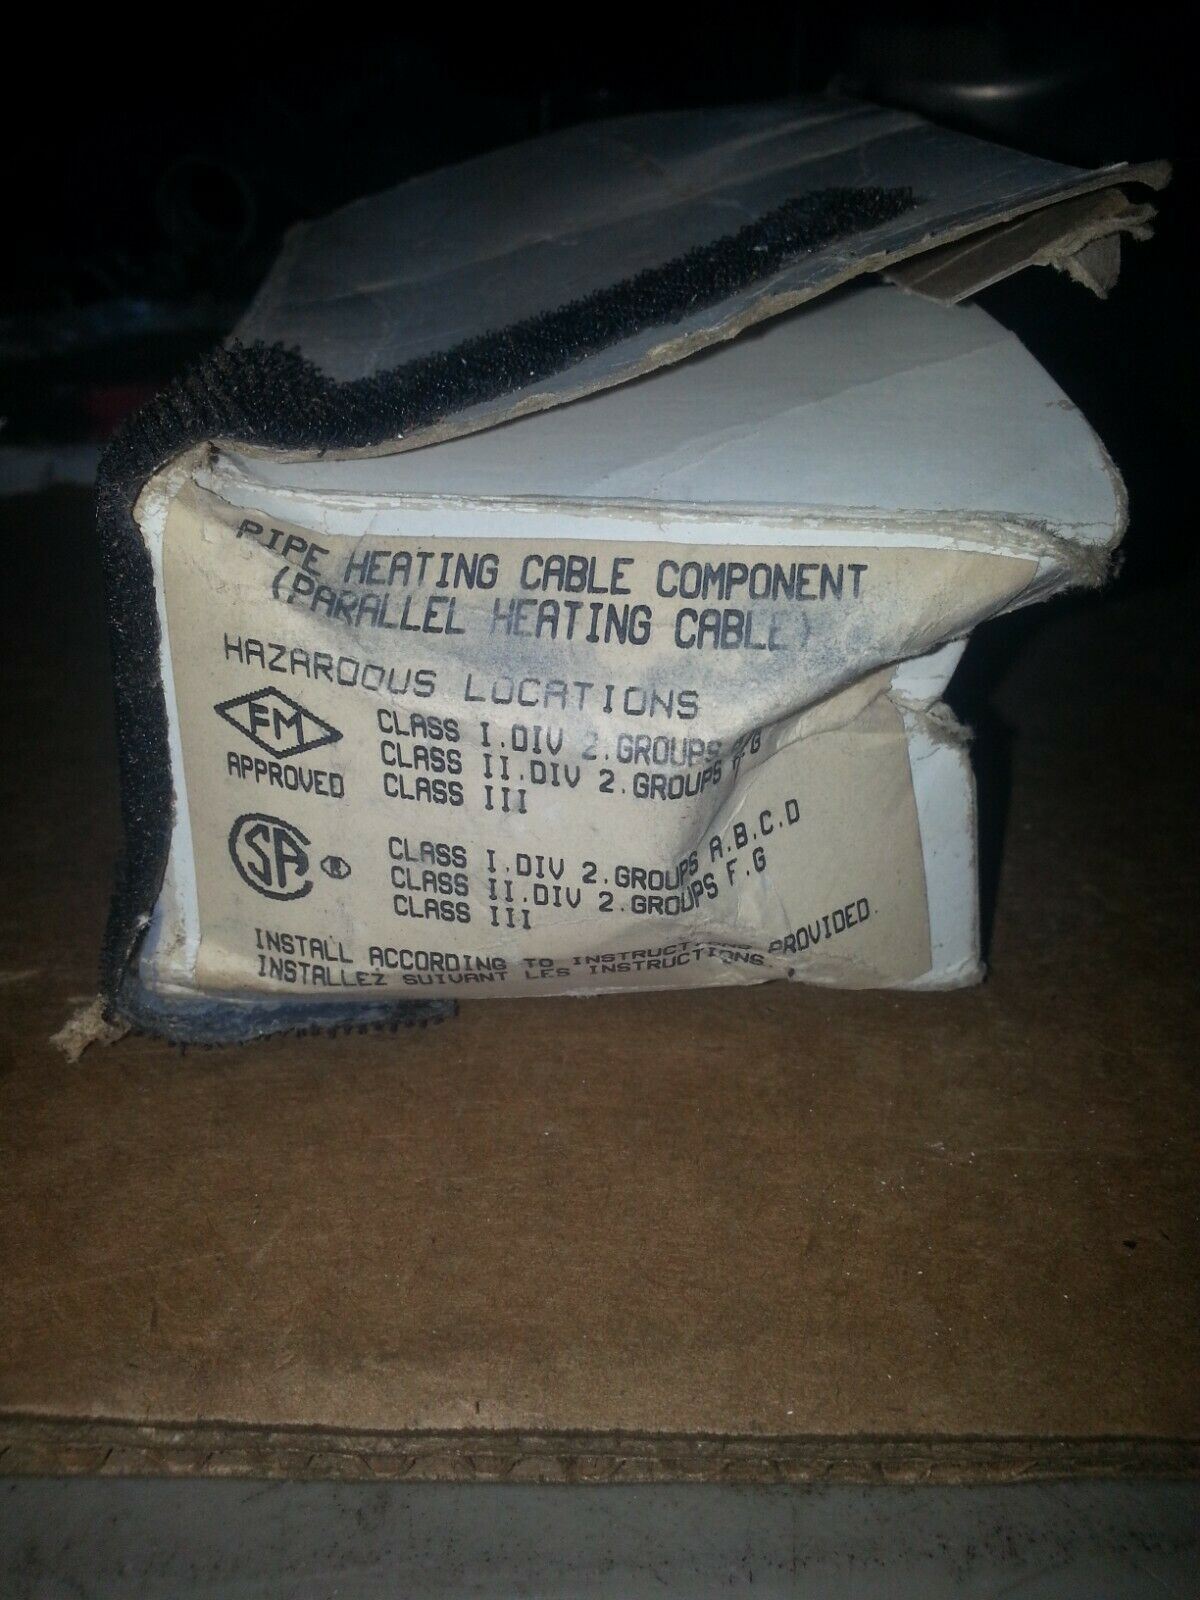 PIPE HEATING CABLE COMPONENT
(PARALLEL HEATING CABLE)
HAZARDOUS LOCATIONS
FM
APPROVED
CLASS I.DIV 2.GROUPS G
CLASS II.DIV 2.GROUPS
CLASS III
SA ®
CLASS I.DIV 2.GROUPS A.B.C.D
CLASS II.DIV 2.GROUPS F.G
CLASS III
INSTALL ACCORDING TO INSTRUCTIONS PROVIDED.
INSTALLEZ SUIVANT LES INSTRUCTIONS.